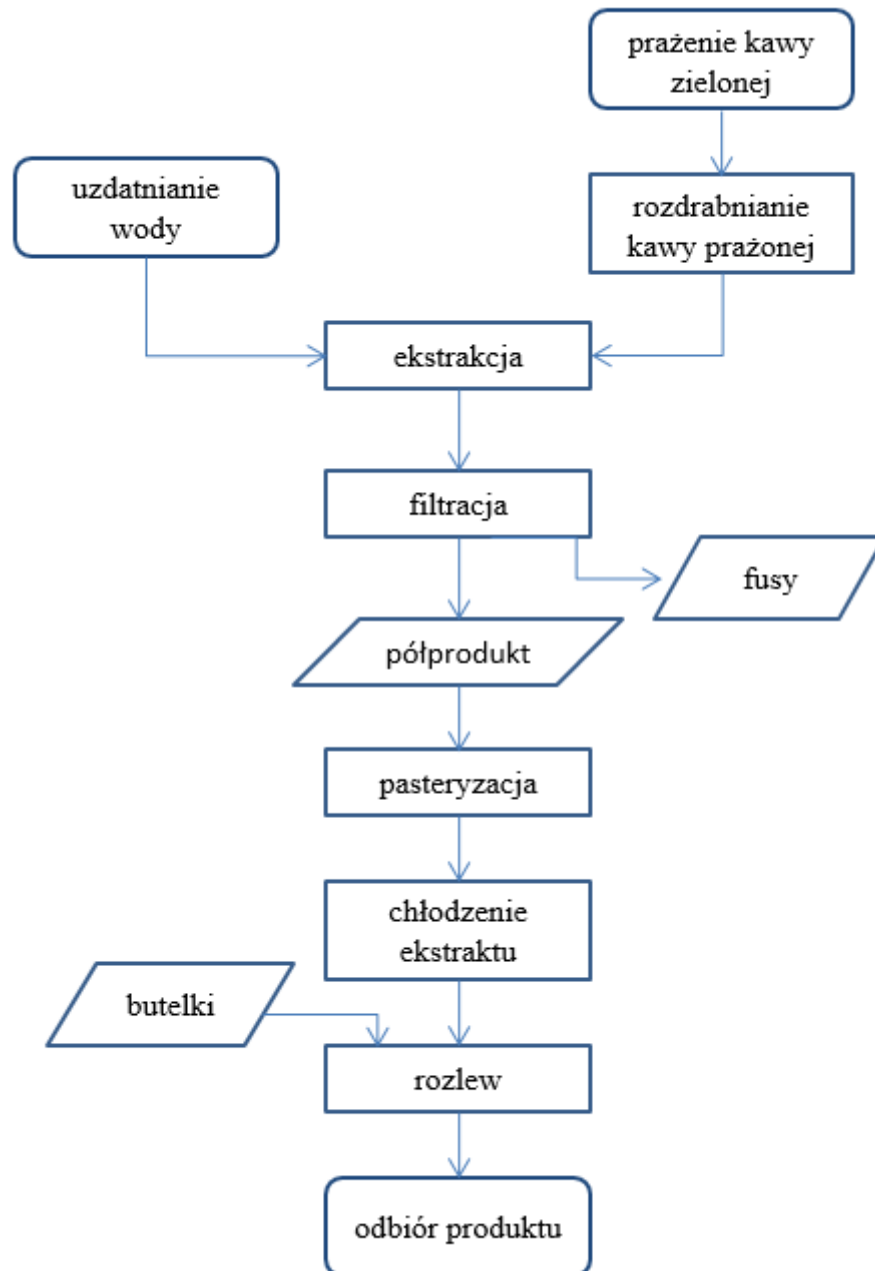 prażenie kawy
zielonej
uzdatnianie
wody
rozdrabnianie
kawy prażonej
ekstrakcja
filtracja
fusy
półprodukt
pasteryzacja
chłodzenie
ekstraktu
butelki
rozlew
odbiór produktu